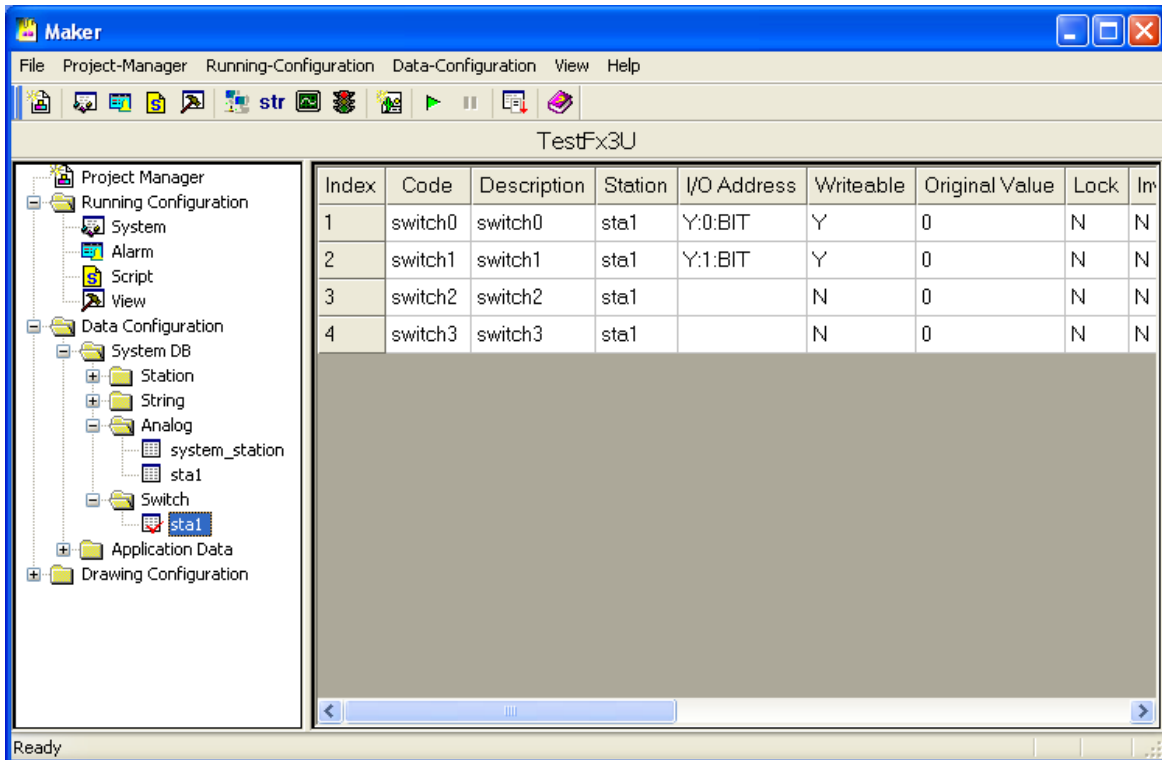 Maker
File Project-Manager Running-Configuration Data-Configuration View Help
str
TestFx3U
Project Manager
Running Configuration
System
Alarm
Script
View
Data Configuration
System DB
Station
String
Analog
system_station
sta1
Switch
sta1
Application Data
Drawing Configuration
Index Code Description Station I/O Address Writeable Original Value Lock
1 switch0 switch0 sta1 Y:0:BIT Y 0 N N
2 switch1 switch1 sta1 Y:1:BIT Y 0 N N
3 switch2 switch2 sta1 N 0 N N
4 switch3 switch3 sta1 N 0 N N
Ready